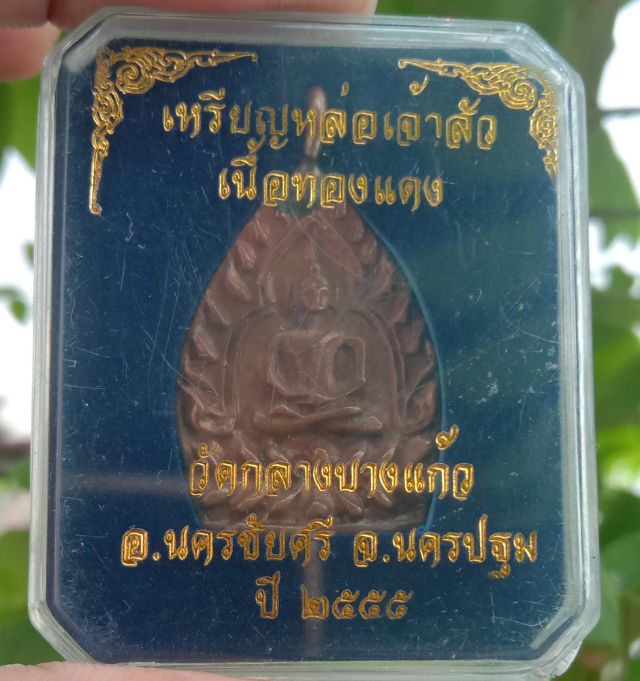 เหรียญหล่อเจ้าสัว
เนื้อทองแดง
วัดกลางบางแก้ว
อ.นครชัยศรี จ.นครปฐม
ปี ๒๕๕๕